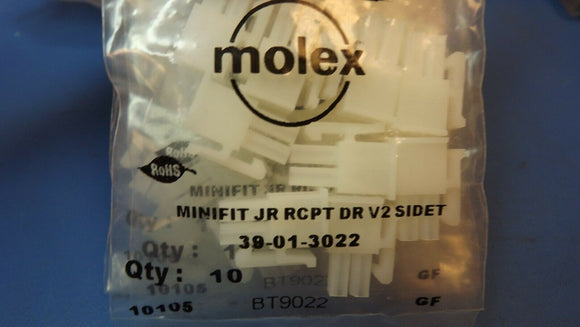 molex
RoHS
MINIFIT JR RCPT DR V2 SIDET
39-01-3022
Qty : 10
10105 BT9022 GF